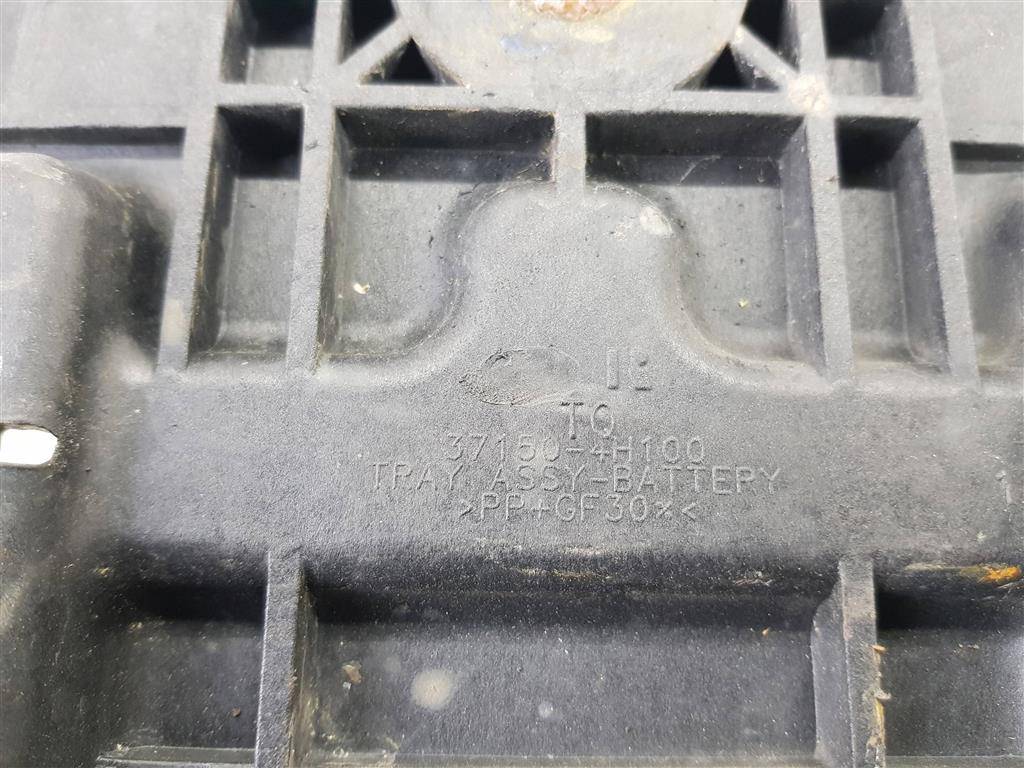 TQ
37150-4H100
TRAY ASSY-BATTERY
>PP+GF30%<